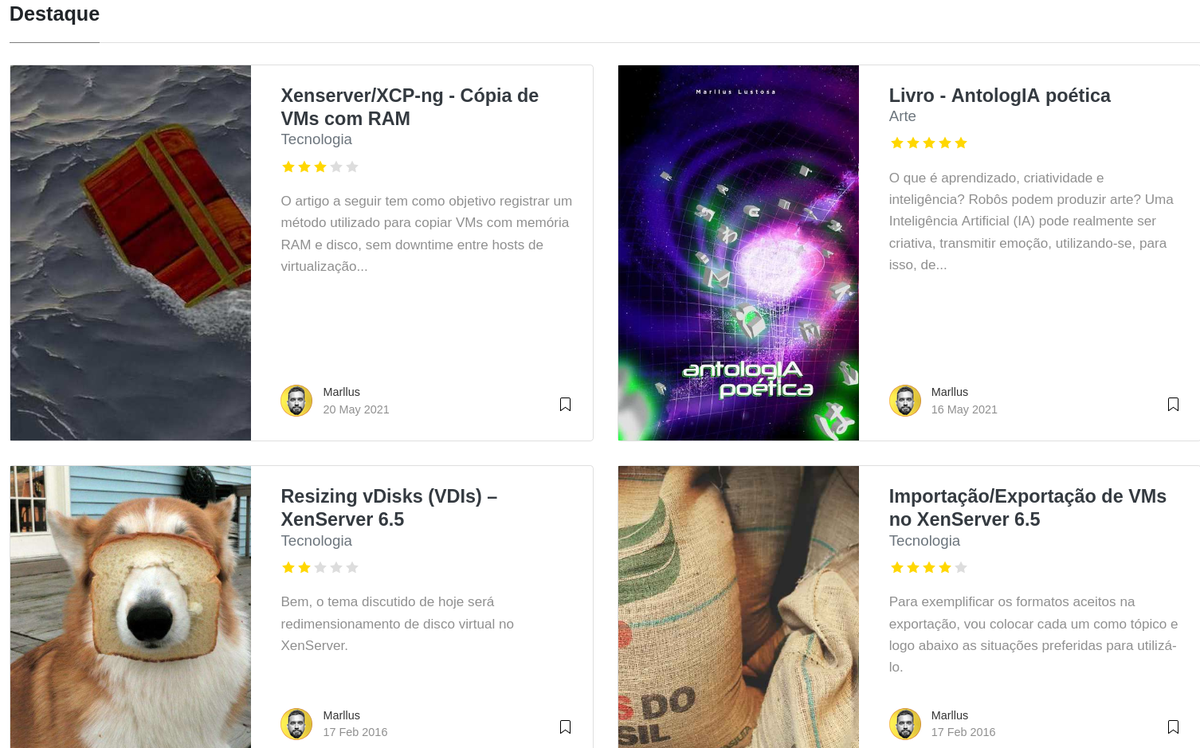 Destaque
Xenserver/XCP-ng - Cópia de
VMs com RAM
Tecnologia
O artigo a seguir tem como objetivo registrar um
método utilizado para copiar VMs com memória
RAM e disco, sem downtime entre hosts de
virtualização...
Marllus
20 May 2021
Marllus Lustosa
antologIA
poética
Livro - AntologIA poética
Arte
O que é aprendizado, criatividade e
inteligência? Robôs podem produzir arte? Uma
Inteligência Artificial (IA) pode realmente ser
criativa, transmitir emoção, utilizando-se, para
isso, de...
Marllus
16 May 2021
Resizing vDisks (VDIs) –
XenServer 6.5
Tecnologia
Bem, o tema discutido de hoje será
redimensionamento de disco virtual no
XenServer.
Marllus
17 Feb 2016
S DO
SIL
Importação/Exportação de VMs
no XenServer 6.5
Tecnologia
Para exemplificar os formatos aceitos na
exportação, vou colocar cada um como tópico e
logo abaixo as situações preferidas para utilizá-
lo.
Marllus
17 Feb 2016